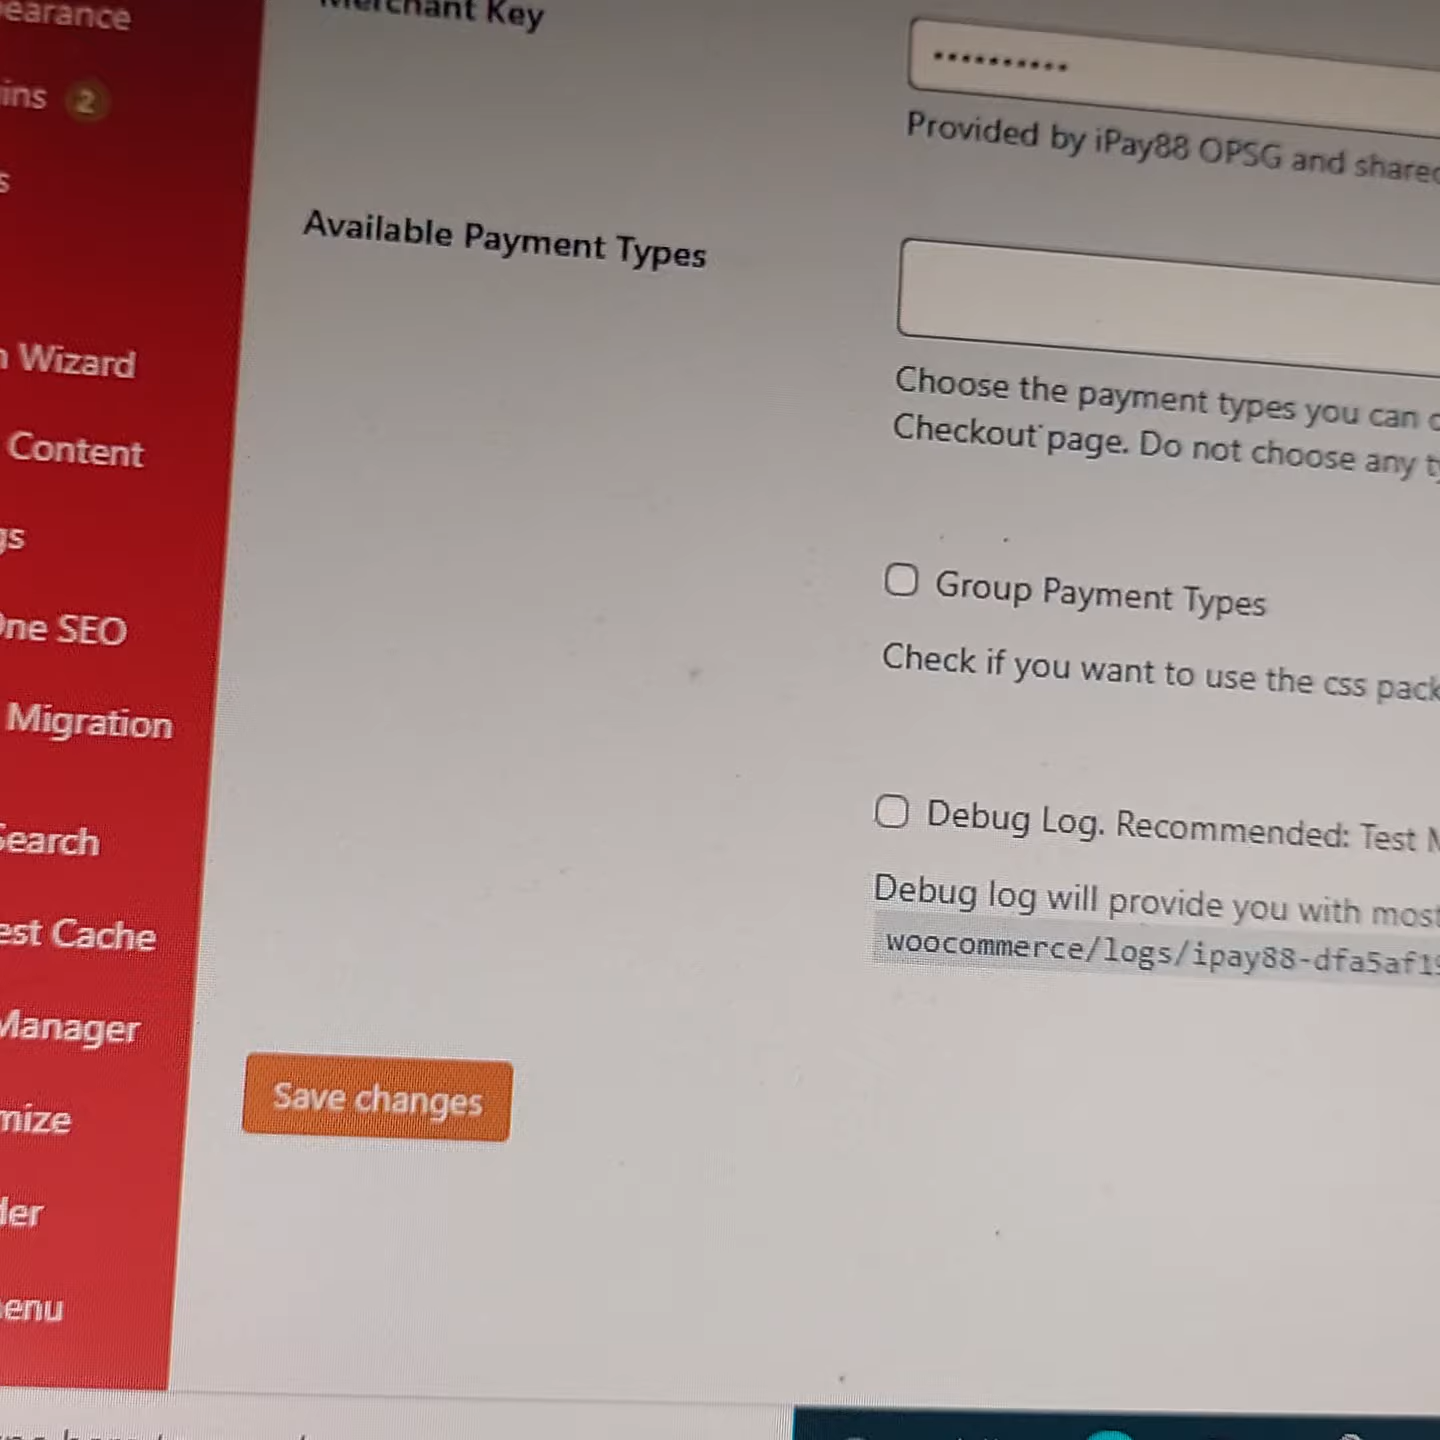 earance
Merchant Key
ins 2
••••••••••
Provided by iPay88 OPSG and shared
s
Available Payment Types
Wizard
Choose the payment types you can
Checkout page. Do not choose any
Content
gs
Group Payment Types
One SEO
Check if you want to use the css pack
Migration
Debug Log. Recommended: Test M
Search
Debug log will provide you with most
woocommerce/logs/ipay88-dfa5af19
est Cache
Manager
Save changes
mize
der
enu